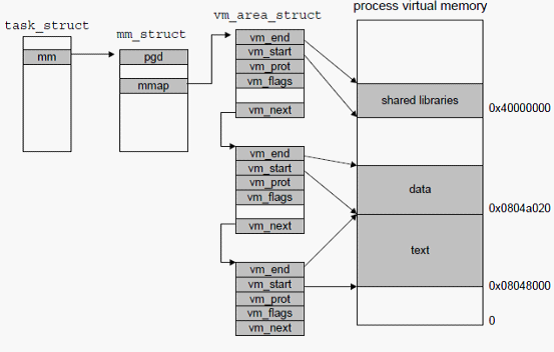 task_struct
mm
mm_struct
pgd
mmap
vm_area_struct
vm_end
vm_start
vm_prot
vm_flags
vm_next
vm_end
vm_start
vm_prot
vm_flags
vm_next
vm_end
vm_start
vm_prot
vm_flags
vm_next
process virtual memory
shared libraries
0x40000000
data
0x0804a020
text
0x08048000
0